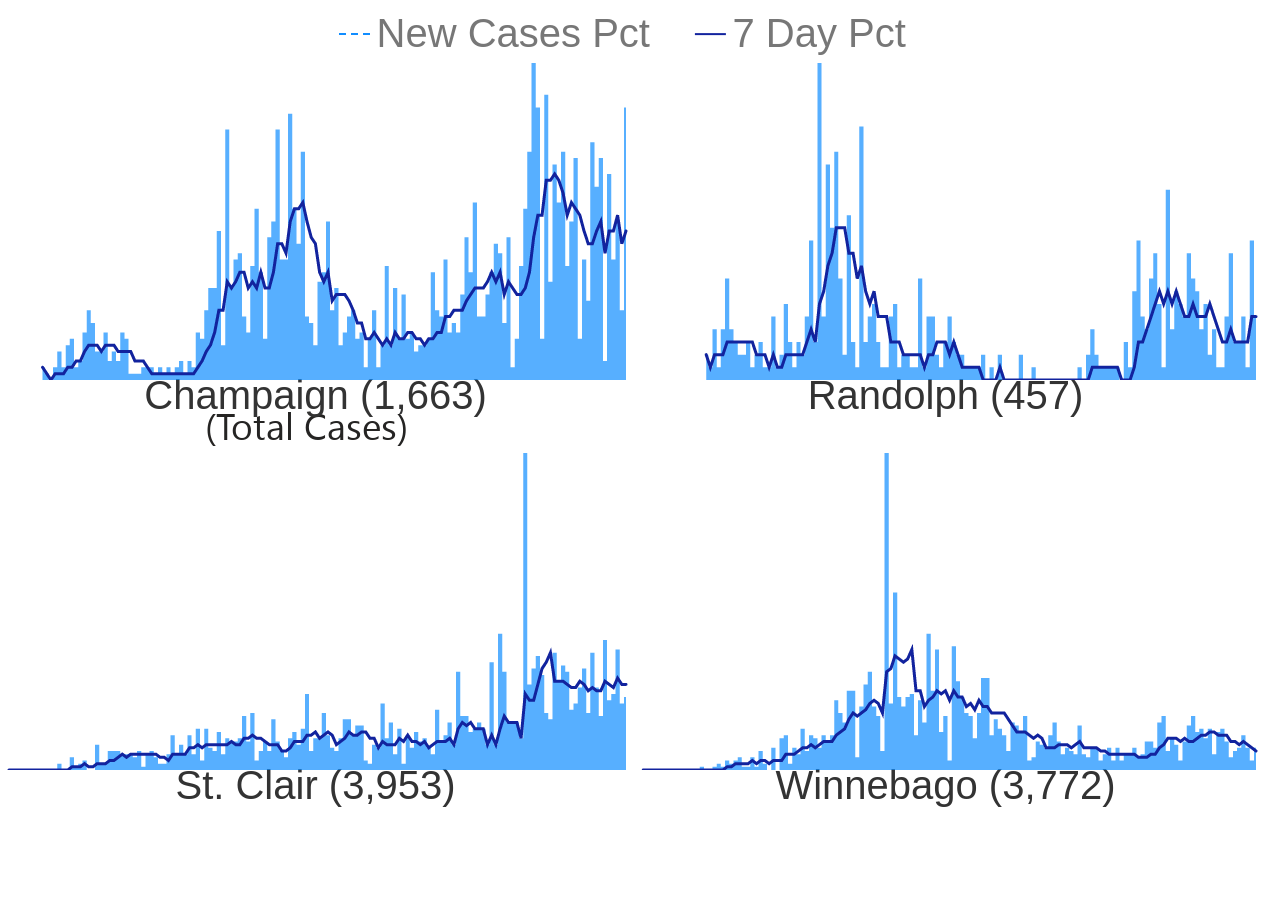 New Cases Pct 7 Day Pct
Champaign (1,663)
(Total Cases)
Randolph (457)
St. Clair (3,953)
Winnebago (3,772)